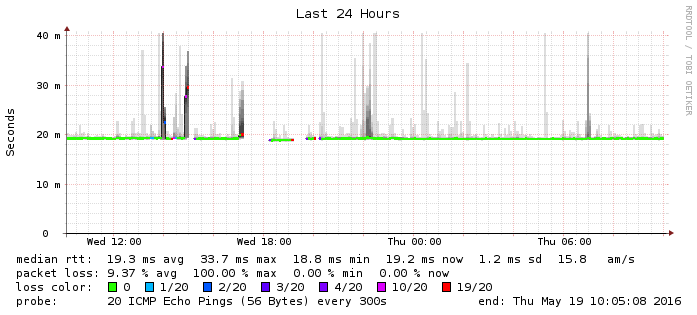 Last 24 Hours
RRDTOOL / TOBI OETIKER
Seconds
40 m
30 m
20 m
10 m
0
Wed 12:00 Wed 18:00 Thu 00:00 Thu 06:00
median rtt: 19.3 ms avg 33.7 ms max 18.8 ms min 19.2 ms now 1.2 ms sd 15.8 am/s
packet loss: 9.37 % avg 100.00 % max 0.00 % min 0.00 % now
loss color: 0 1/20 2/20 3/20 4/20 10/20 19/20
probe: 20 ICMP Echo Pings (56 Bytes) every 300s end: Thu May 19 10:05:08 2016